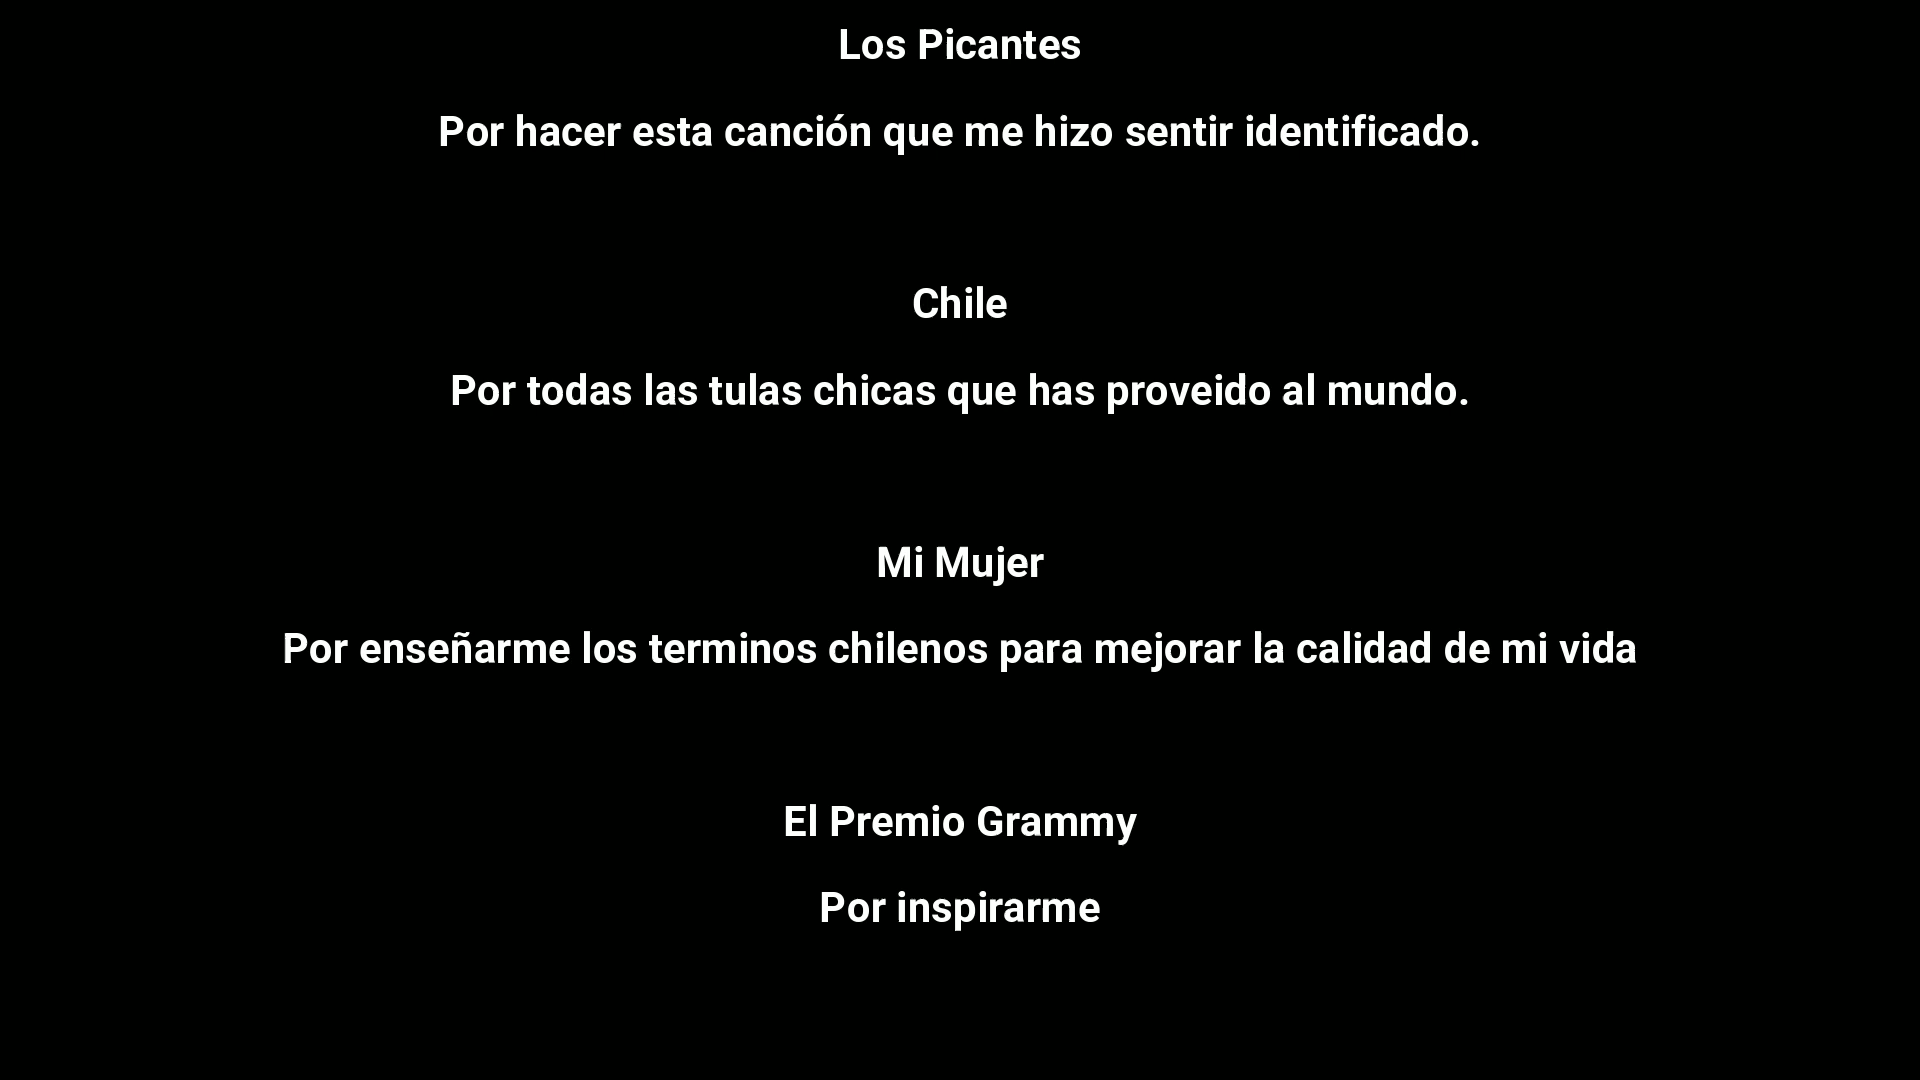 Los Picantes
Por hacer esta canción que me hizo sentir identificado.
Chile
Por todas las tulas chicas que has proveido al mundo.
Mi Mujer
Por enseñarme los terminos chilenos para mejorar la calidad de mi vida
El Premio Grammy
Por inspirarme